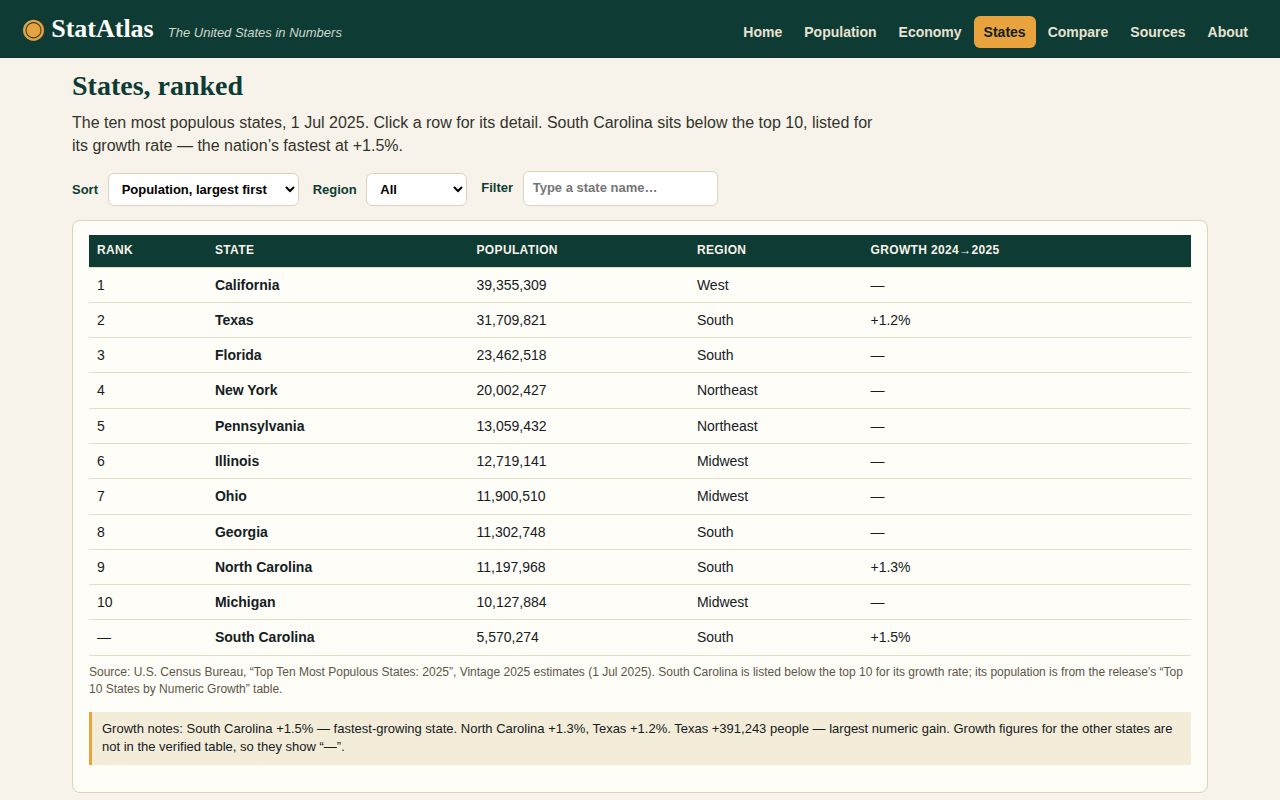 StatAtlas The United States in Numbers Home Population Economy States Compare Sources About
States, ranked
The ten most populous states, 1 Jul 2025. Click a row for its detail. South Carolina sits below the top 10, listed for
its growth rate — the nation’s fastest at +1.5%.
Sort Population, largest first Region All Filter Type a state name…
RANK STATE POPULATION REGION GROWTH 2024→2025
1 California 39,355,309 West —
2 Texas 31,709,821 South +1.2%
3 Florida 23,462,518 South —
4 New York 20,002,427 Northeast —
5 Pennsylvania 13,059,432 Northeast —
6 Illinois 12,719,141 Midwest —
7 Ohio 11,900,510 Midwest —
8 Georgia 11,302,748 South —
9 North Carolina 11,197,968 South +1.3%
10 Michigan 10,127,884 Midwest —
— South Carolina 5,570,274 South +1.5%
Source: U.S. Census Bureau, “Top Ten Most Populous States: 2025”, Vintage 2025 estimates (1 Jul 2025). South Carolina is listed below the top 10 for its growth rate; its population is from the release’s “Top
10 States by Numeric Growth” table.
Growth notes: South Carolina +1.5% — fastest-growing state. North Carolina +1.3%, Texas +1.2%. Texas +391,243 people — largest numeric gain. Growth figures for the other states are
not in the verified table, so they show “—”.